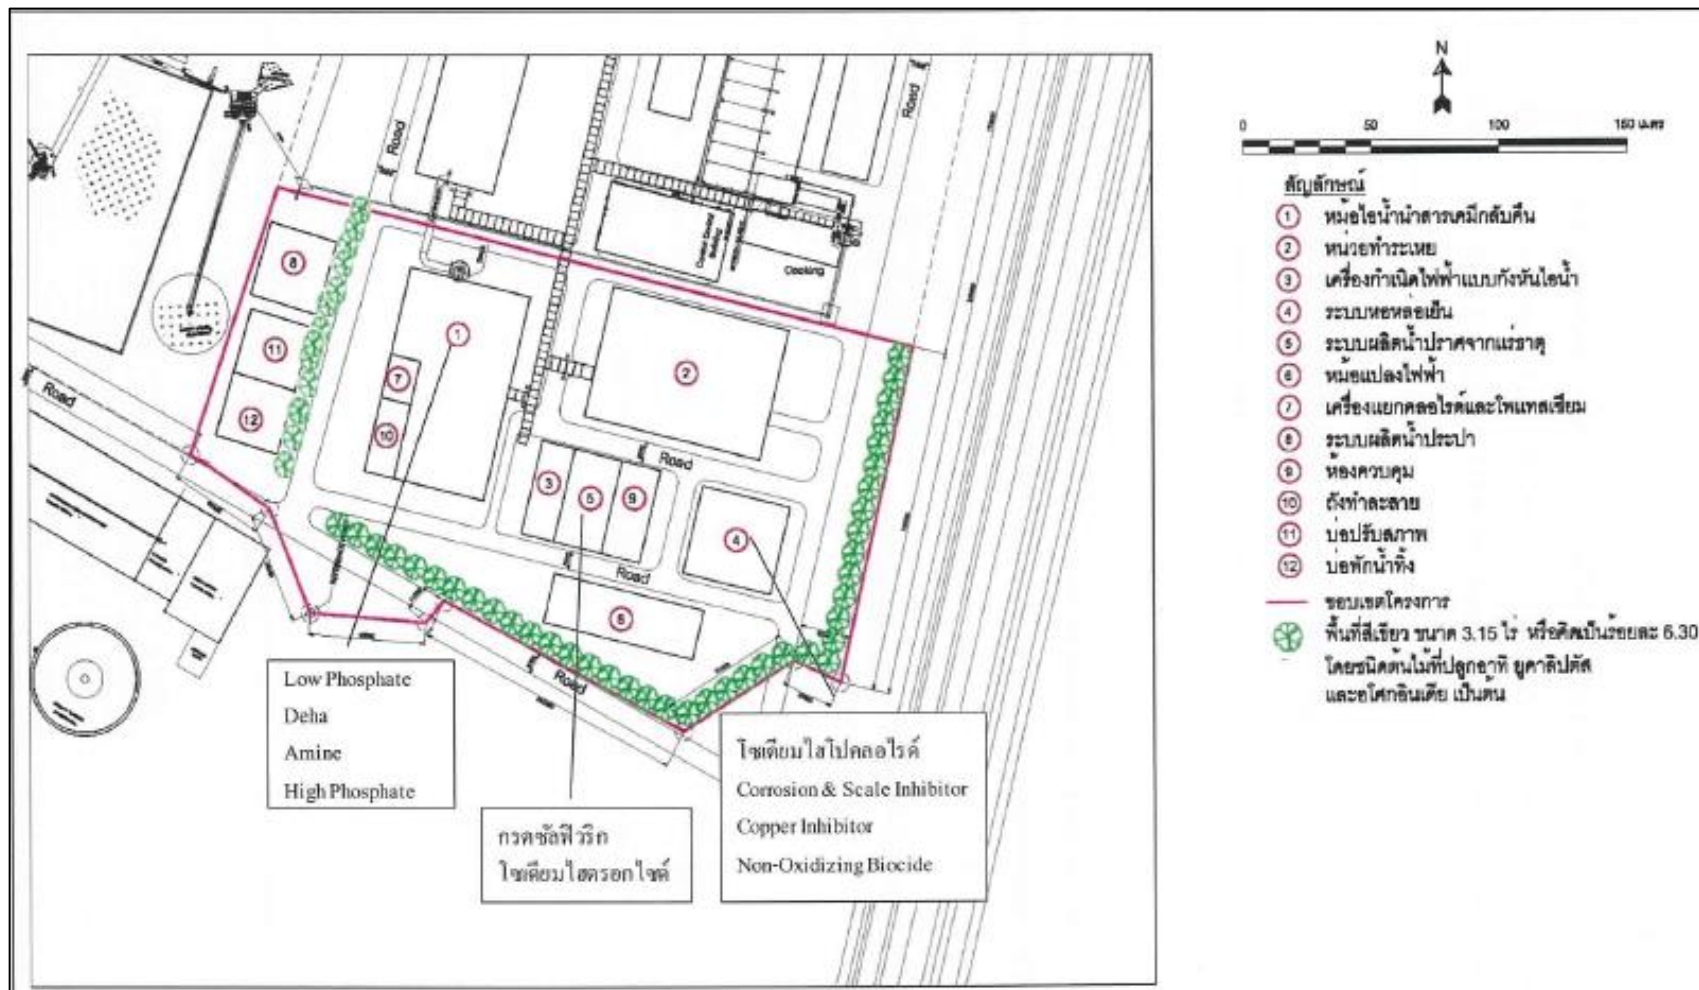 N
0 50 100 150 เมตร
สัญลักษณ์
1 หม้อไอน้ำนำสารเคมีกลับคืน
2 หน่วยทำระเหย
3 เครื่องกำเนิดไฟฟ้าแบบกังหันไอน้ำ
4 ระบบหอหล่อเย็น
5 ระบบผลิตน้ำปราศจากแร่ธาตุ
6 หม้อแปลงไฟฟ้า
7 เครื่องแยกคลอไรด์และโพแทสเซียม
8 ระบบผลิตน้ำประปา
9 ห้องควบคุม
10 ถังทำละลาย
11 บ่อปรับสภาพ
12 บ่อพักน้ำทิ้ง
ขอบเขตโครงการ
พื้นที่สีเขียว ขนาด 3.15 ไร่ หรือคิดเป็นร้อยละ 6.30
โดยชนิดต้นไม้ที่ปลูกอาทิ ยูคาลิปตัส
และอโศกอินเดีย เป็นต้น
Road
Road
Cooking
8
1
11
7
2
Road
12
10
Road
3
5
9
4
Road
6
Road
Low Phosphate
Deha
Amine
High Phosphate
กรดซัลฟิวริก
โซเดียมไฮดรอกไซด์
โซเดียมไฮโปคลอไรด์
Corrosion & Scale Inhibitor
Copper Inhibitor
Non-Oxidizing Biocide